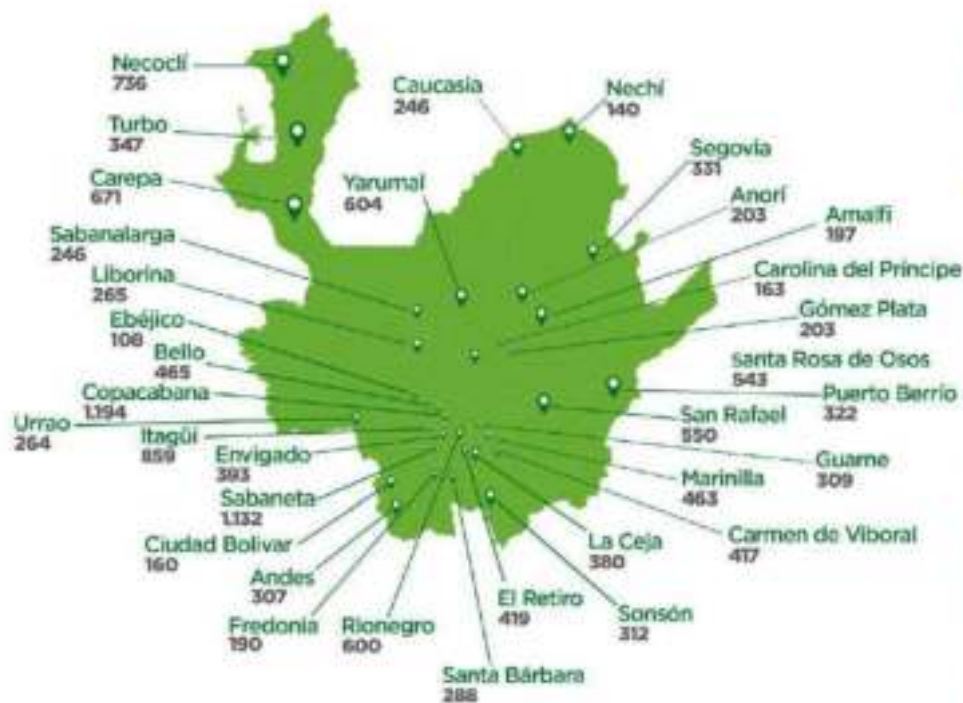 Necoclí
736
Turbo
347
Carepa
671
Sabanalarga
246
Liborina
265
Ebéjico
108
Bello
465
Copacabana
1.194
Urrao
264
Itagüí
859
Envigado
393
Sabaneta
1.132
Ciudad Bolívar
160
Andes
307
Fredonia
190
Rionegro
600
Santa Bárbara
288
El Retiro
419
Sonsón
312
La Ceja
380
Carmen de Viboral
417
Marinilla
463
Guarne
309
San Rafael
550
Puerto Berrío
322
Santa Rosa de Osos
543
Gómez Plata
203
Carolina del Príncipe
163
Amalfi
197
Anorí
203
Segovia
331
Nechí
140
Caucasia
246
Yarumal
604